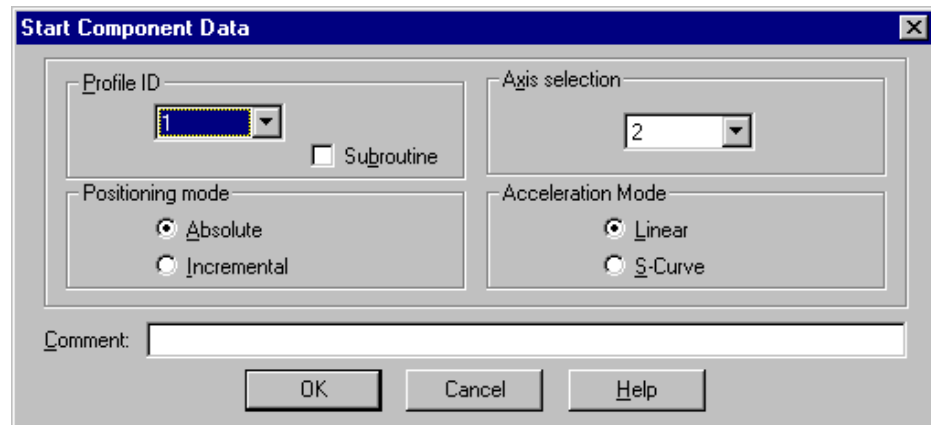 Start Component Data
Profile ID
1
Subroutine
Axis selection
2
Positioning mode
Absolute
Incremental
Acceleration Mode
Linear
S-Curve
Comment:
OK Cancel Help